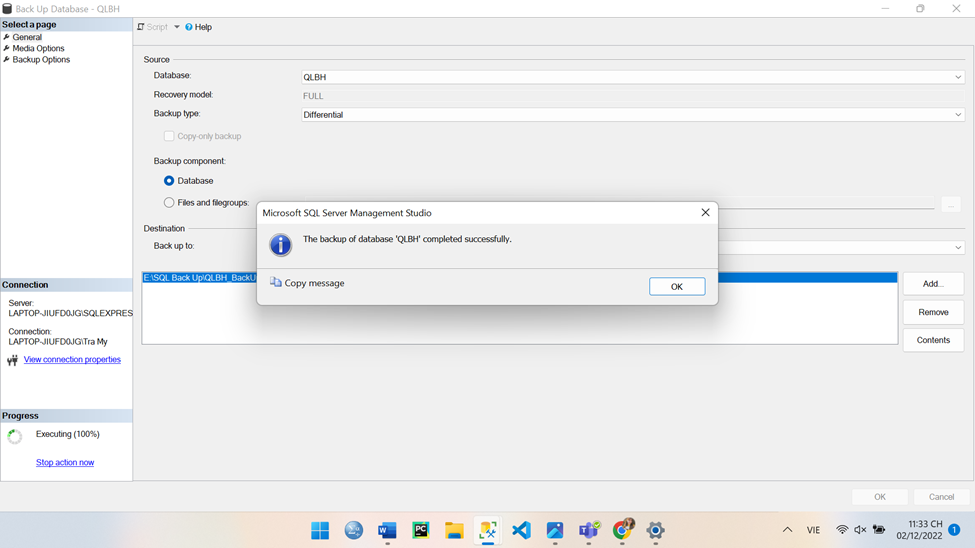 Back Up Database - QLBH
Select a page
General
Media Options
Backup Options
Script
Help
Source
Database:
QLBH
Recovery model:
FULL
Backup type:
Differential
Copy-only backup
Backup component:
Database
Files and filegroups:
...
Destination
Back up to:
E:\SQL Back Up\QLBH_BackU
Add...
Remove
Contents
Microsoft SQL Server Management Studio
The backup of database 'QLBH' completed successfully.
Copy message
OK
Connection
Server:
LAPTOP-JIUFD0JG\SQLEXPRES
Connection:
LAPTOP-JIUFD0JG\Tra My
View connection properties
Progress
Executing (100%)
Stop action now
OK
Cancel
VIE
11:33 CH
02/12/2022
1